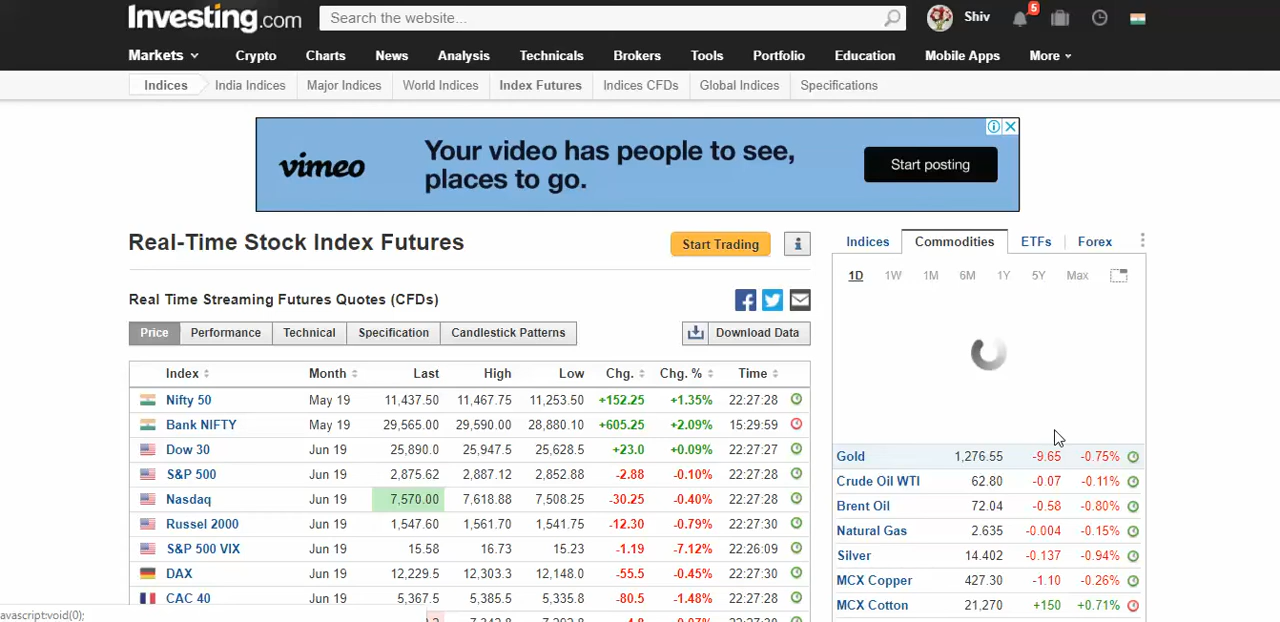 Investing.com
Search the website...
Shiv
5
Markets Crypto Charts News Analysis Technicals Brokers Tools Portfolio Education Mobile Apps More
Indices India Indices Major Indices World Indices Index Futures Indices CFDs Global Indices Specifications
vimeo
Your video has people to see,
places to go.
Start posting
Real-Time Stock Index Futures
Start Trading
Real Time Streaming Futures Quotes (CFDs)
Price Performance Technical Specification Candlestick Patterns
Download Data
Index Month Last High Low Chg. Chg. % Time
Nifty 50 May 19 11,437.50 11,467.75 11,253.50 +152.25 +1.35% 22:27:28
Bank NIFTY May 19 29,565.00 29,590.00 28,880.10 +605.25 +2.09% 15:29:59
Dow 30 Jun 19 25,890.0 25,947.5 25,628.5 +23.0 +0.09% 22:27:27
S&P 500 Jun 19 2,875.62 2,887.12 2,852.88 -2.88 -0.10% 22:27:28
Nasdaq Jun 19 7,570.00 7,618.88 7,508.25 -30.25 -0.40% 22:27:28
Russel 2000 Jun 19 1,547.60 1,561.70 1,541.75 -12.30 -0.79% 22:27:30
S&P 500 VIX Jun 19 15.58 16.73 15.23 -1.19 -7.12% 22:26:09
DAX Jun 19 12,229.5 12,303.3 12,148.0 -55.5 -0.45% 22:27:30
CAC 40 Jun 19 5,367.5 5,385.5 5,335.8 -80.5 -1.48% 22:27:28
Indices Commodities ETFs Forex
1D 1W 1M 6M 1Y 5Y Max
Gold 1,276.55 -9.65 -0.75%
Crude Oil WTI 62.80 -0.07 -0.11%
Brent Oil 72.04 -0.58 -0.80%
Natural Gas 2.635 -0.004 -0.15%
Silver 14.402 -0.137 -0.94%
MCX Copper 427.30 -1.10 -0.26%
MCX Cotton 21,270 +150 +0.71%
avascript:void(0);